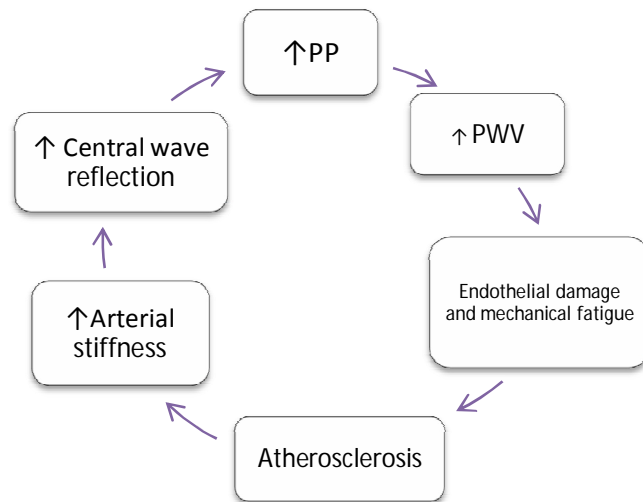 ↑PP
↑ PWV
Endothelial damage
and mechanical fatigue
Atherosclerosis
↑Arterial
stiffness
↑ Central wave
reflection